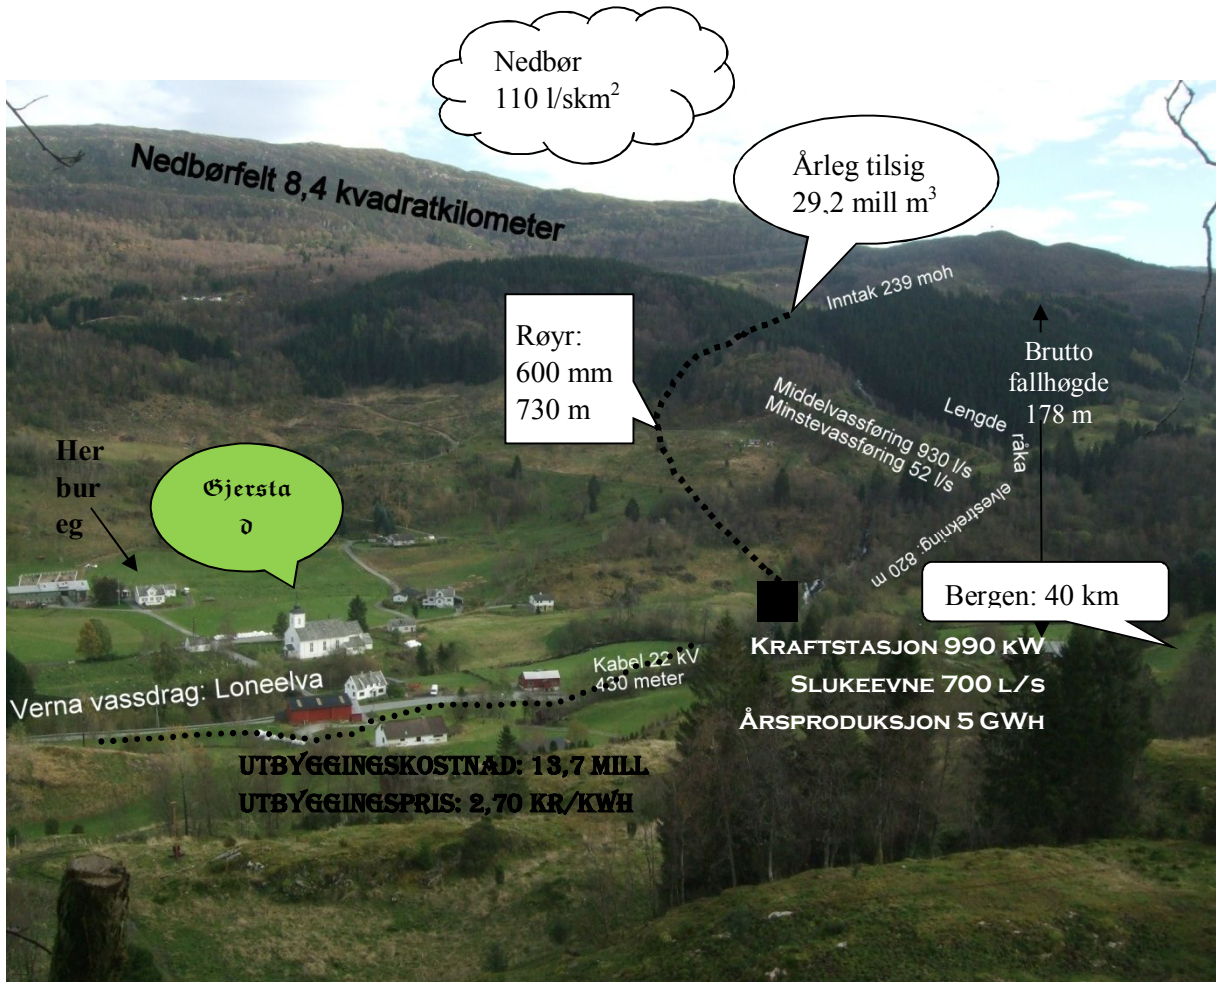 Nedbør
110 l/skm²
Nedbørfelt 8,4 kvadratkilometer
Årleg tilsig
29,2 mill m³
Inntak 239 moh
Røyr:
600 mm
730 m
Brutto
fallhøgde
178 m
Middelvassføring 930 l/s
Minstevassføring 52 l/s
Lengde
råka
elvestrekning: 820 m
Her
bur
eg
Gjersta
d
Bergen: 40 km
Kabel 22 kV
430 meter
Verna vassdrag: Loneelva
KRAFTSTASJON 990 KW
SLUKEEVNE 700 L/S
ÅRSPRODUKSJON 5 GWH
UTBYGGINGSKOSTNAD: 13,7 MILL
UTBYGGINGSPRIS: 2,70 KR/KWH